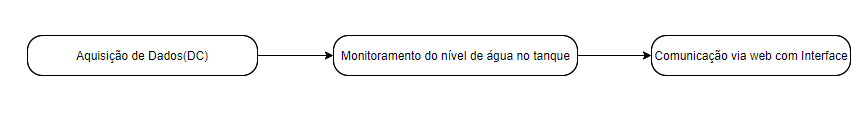 Aquisição de Dados(DC)
Monitoramento do nível de água no tanque
Comunicação via web com Interface